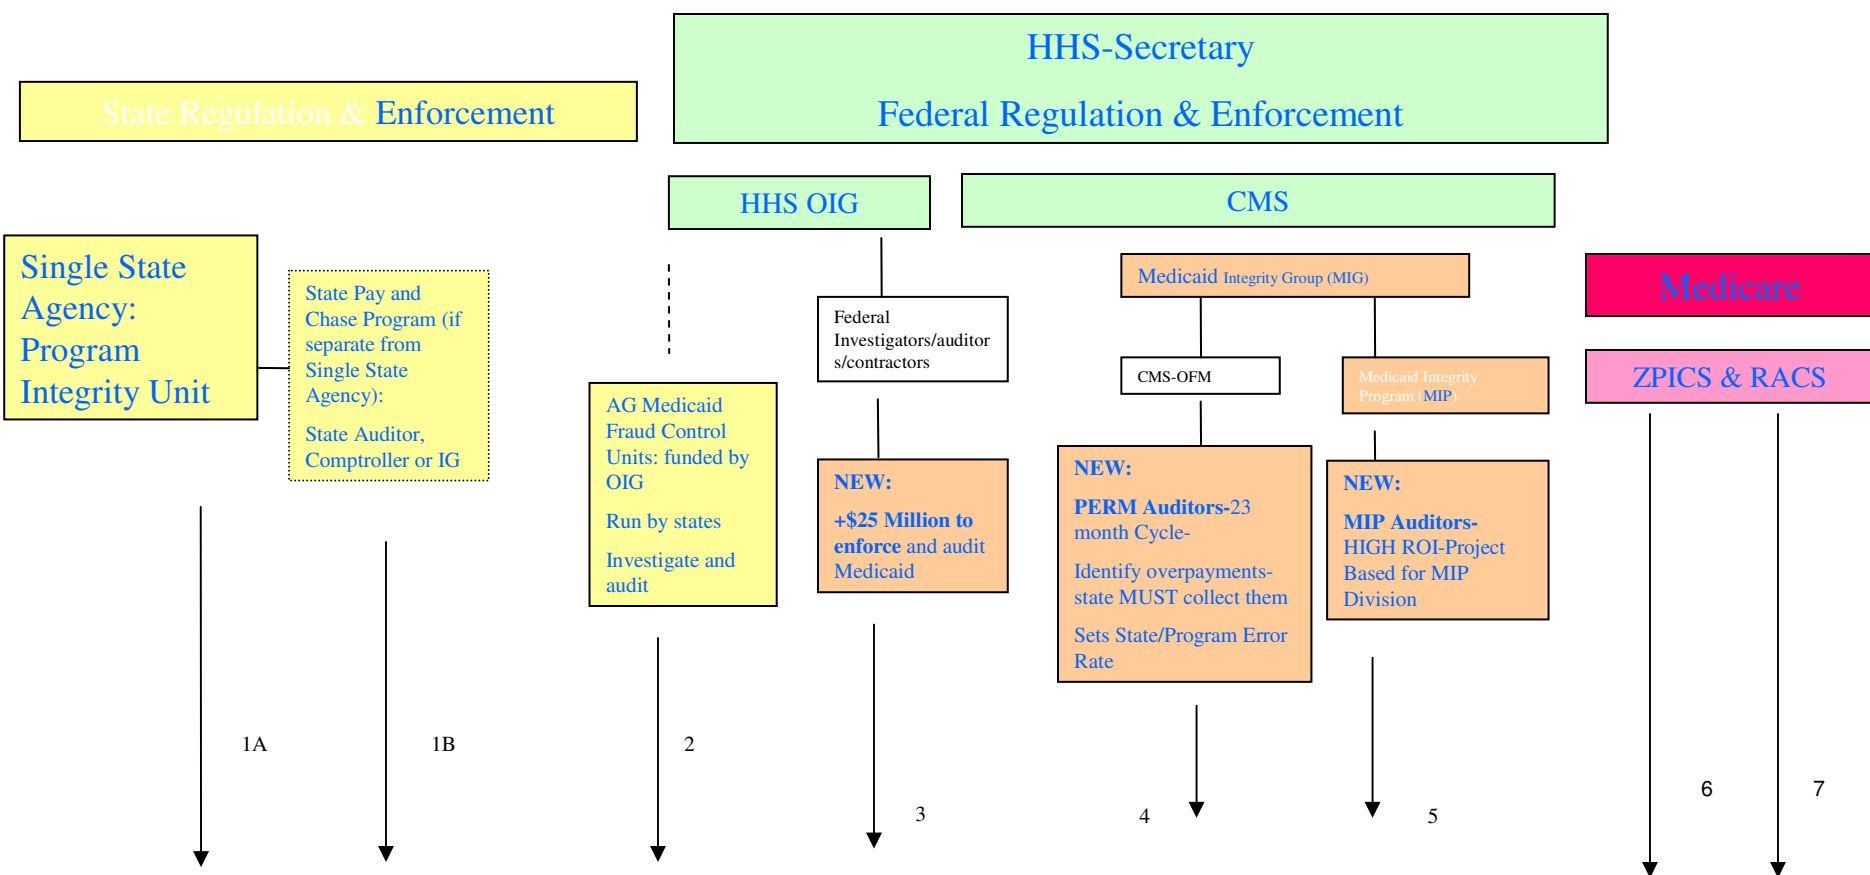 HHS-Secretary
Federal Regulation & Enforcement
State Regulation & Enforcement
HHS OIG
CMS
Single State
Agency:
Program
Integrity Unit
State Pay and
Chase Program (if
separate from
Single State
Agency):
State Auditor,
Comptroller or IG
AG Medicaid
Fraud Control
Units: funded by
OIG
Run by states
Investigate and
audit
Federal
Investigators/auditor
s/contractors
NEW:
+$25 Million to
enforce and audit
Medicaid
Medicaid Integrity Group (MIG)
CMS-OFM
NEW:
PERM Auditors-23
month Cycle-
Identify overpayments-
state MUST collect them
Sets State/Program Error
Rate
Medicaid Integrity
Program (MIP)
NEW:
MIP Auditors-
HIGH ROI-Project
Based for MIP
Division
Medicare
ZPICS & RACS
1A
1B
2
3
4
5
6
7